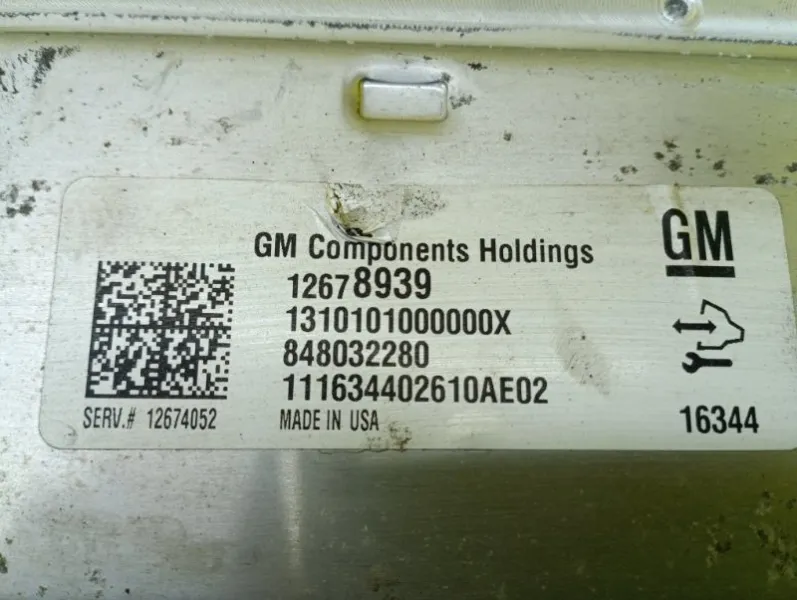 GM Components Holdings
GM
12678939
1310101000000X
848032280
111634402610AE02
SERV.# 12674052
MADE IN USA
16344